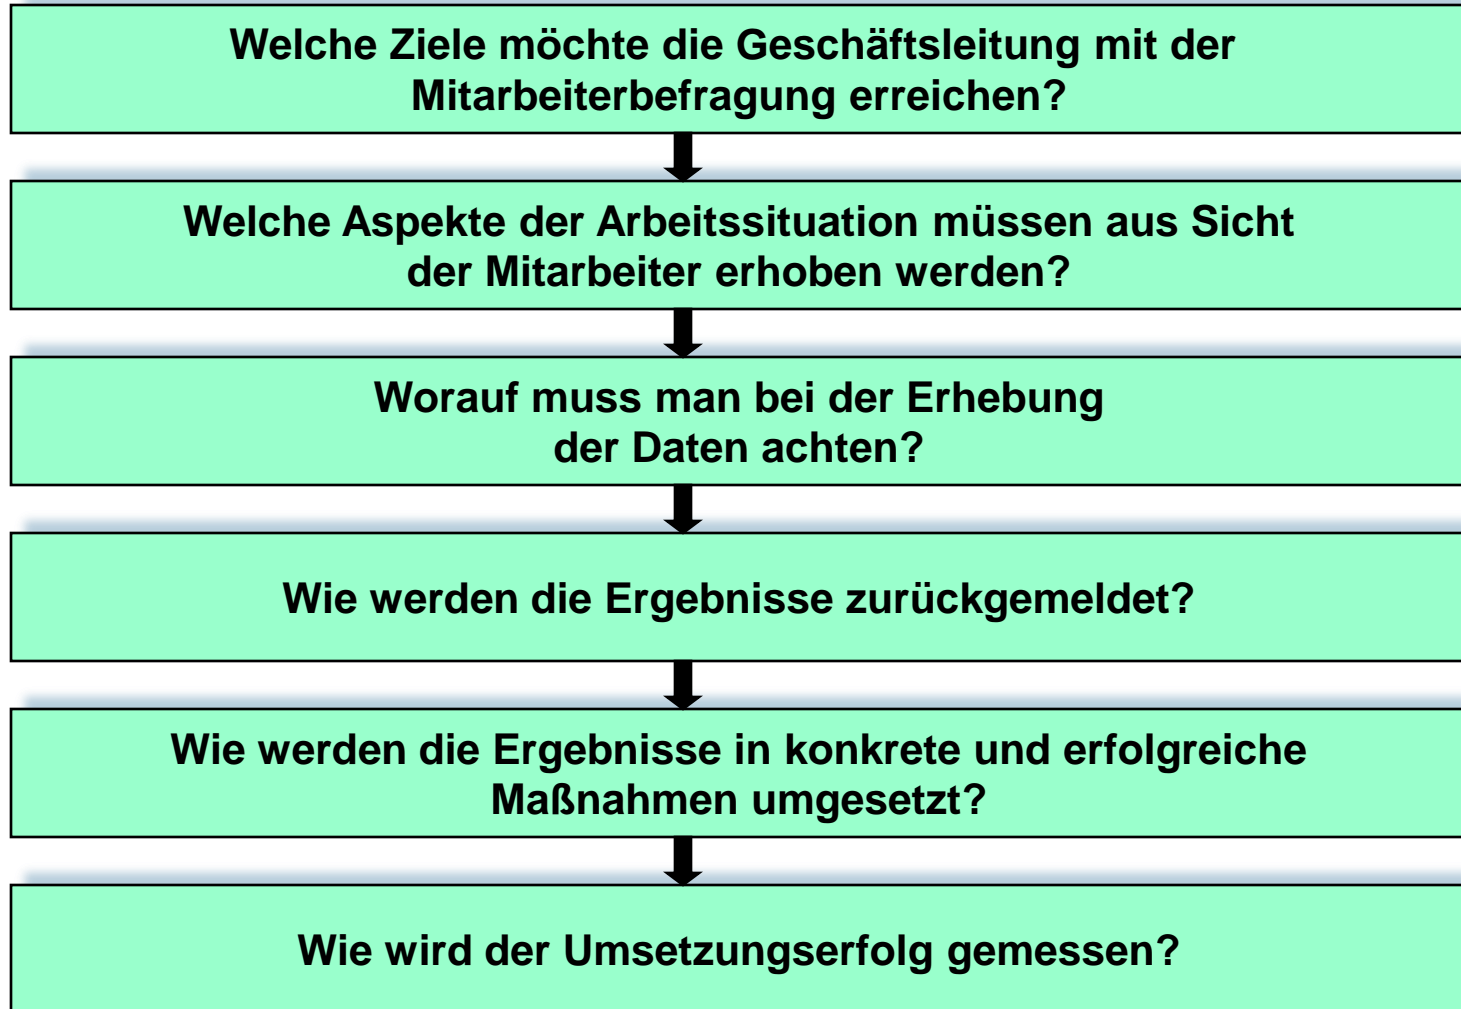 Welche Ziele möchte die Geschäftsleitung mit der
Mitarbeiterbefragung erreichen?
Welche Aspekte der Arbeitssituation müssen aus Sicht
der Mitarbeiter erhoben werden?
Worauf muss man bei der Erhebung
der Daten achten?
Wie werden die Ergebnisse zurückgemeldet?
Wie werden die Ergebnisse in konkrete und erfolgreiche
Maßnahmen umgesetzt?
Wie wird der Umsetzungserfolg gemessen?